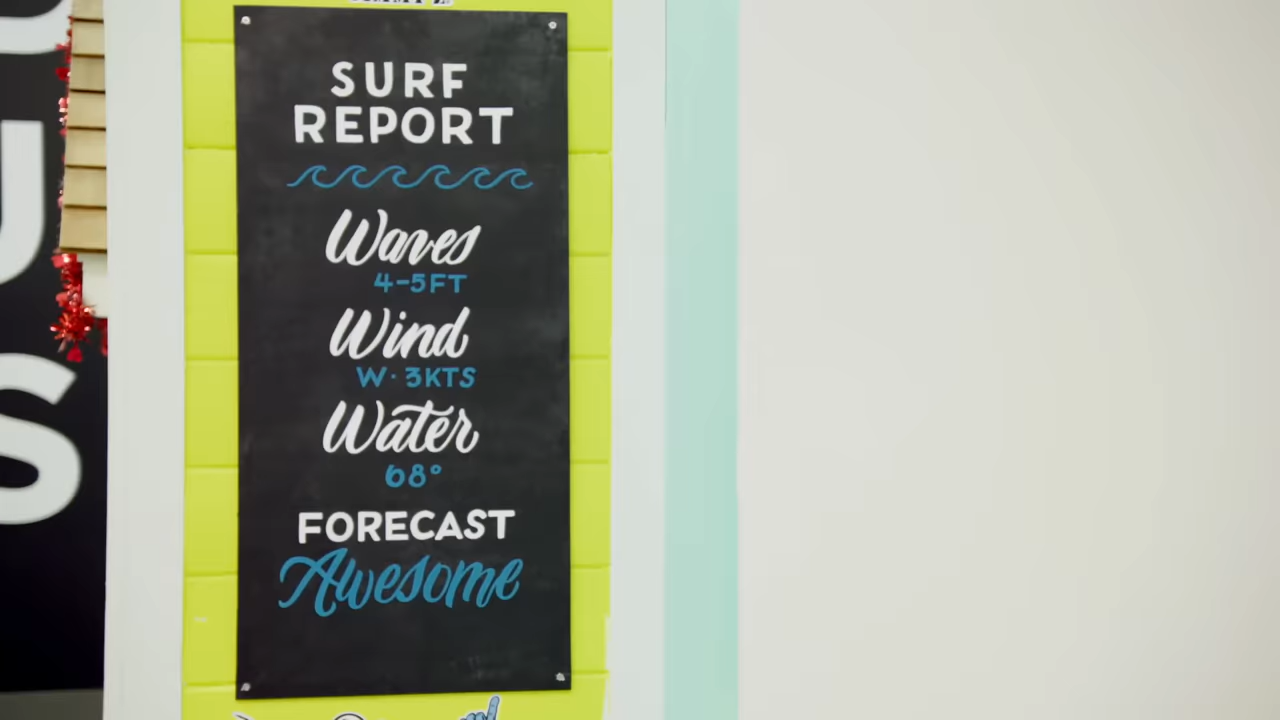 SURF
REPORT
Waves
4-5FT
Wind
W· 3KTS
Water
68°
FORECAST
Awesome
U
S